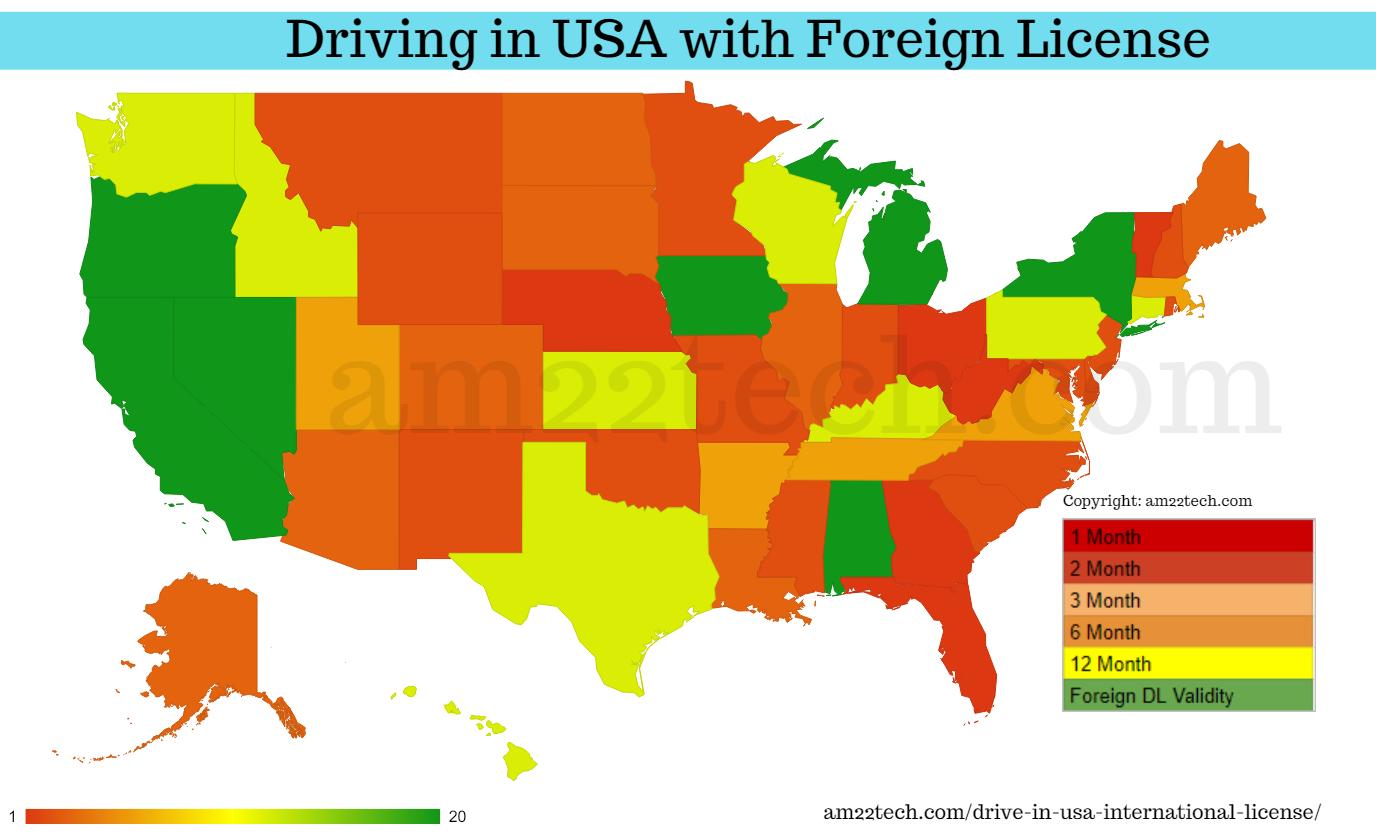 Driving in USA with Foreign License
am22tech.com
Copyright: am22tech.com
1 Month
2 Month
3 Month
6 Month
12 Month
Foreign DL Validity
1 20
am22tech.com/drive-in-usa-international-license/